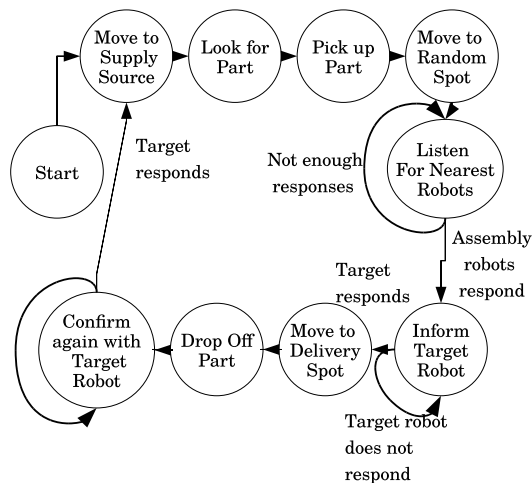 Move to
Supply
Source
Look for
Part
Pick up
Part
Move to
Random
Spot
Start
Target
responds
Not enough
responses
Listen
For Nearest
Robots
Assembly
robots
respond
Target
responds
Confirm
again with
Target
Robot
Drop Off
Part
Move to
Delivery
Spot
Inform
Target
Robot
Target robot
does not
respond